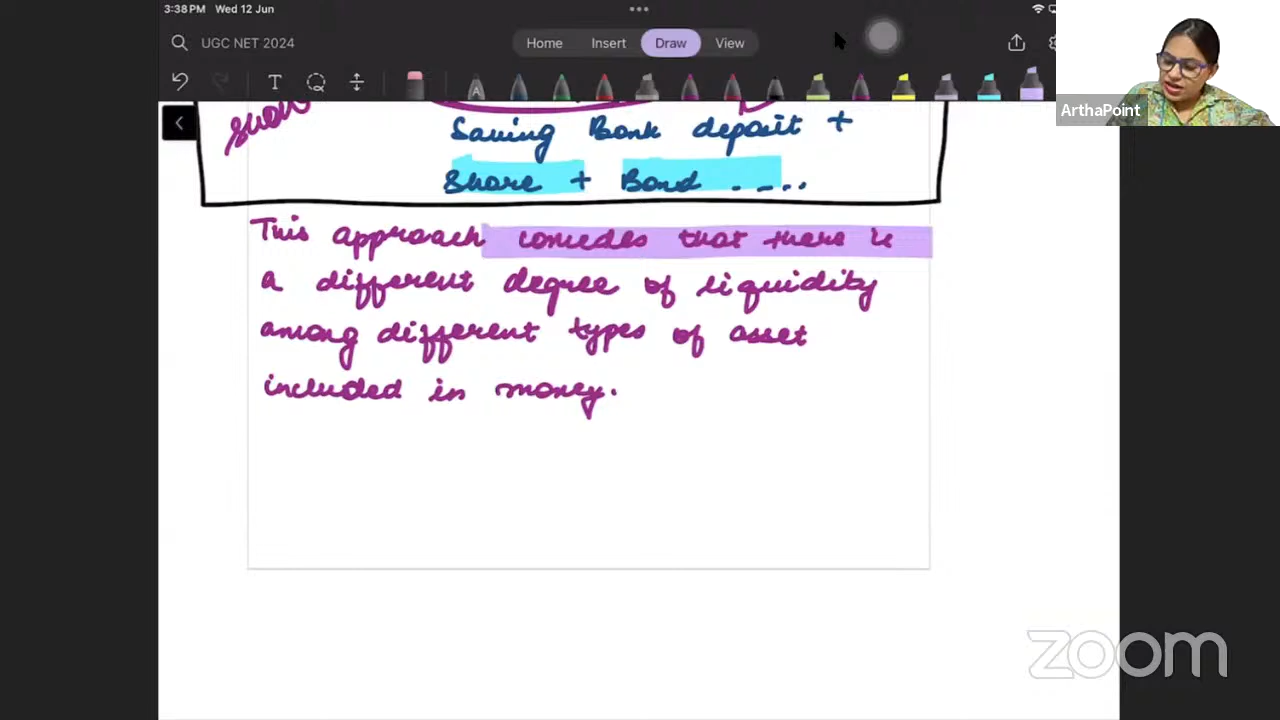 3:38 PM Wed 12 Jun
UGC NET 2024
Home Insert Draw View
ArthaPoint
Saving Bank deposit +
Share + Bond ....
This approach concedes that there is
a different degree of liquidity
among different types of asset
included in money.
zoom